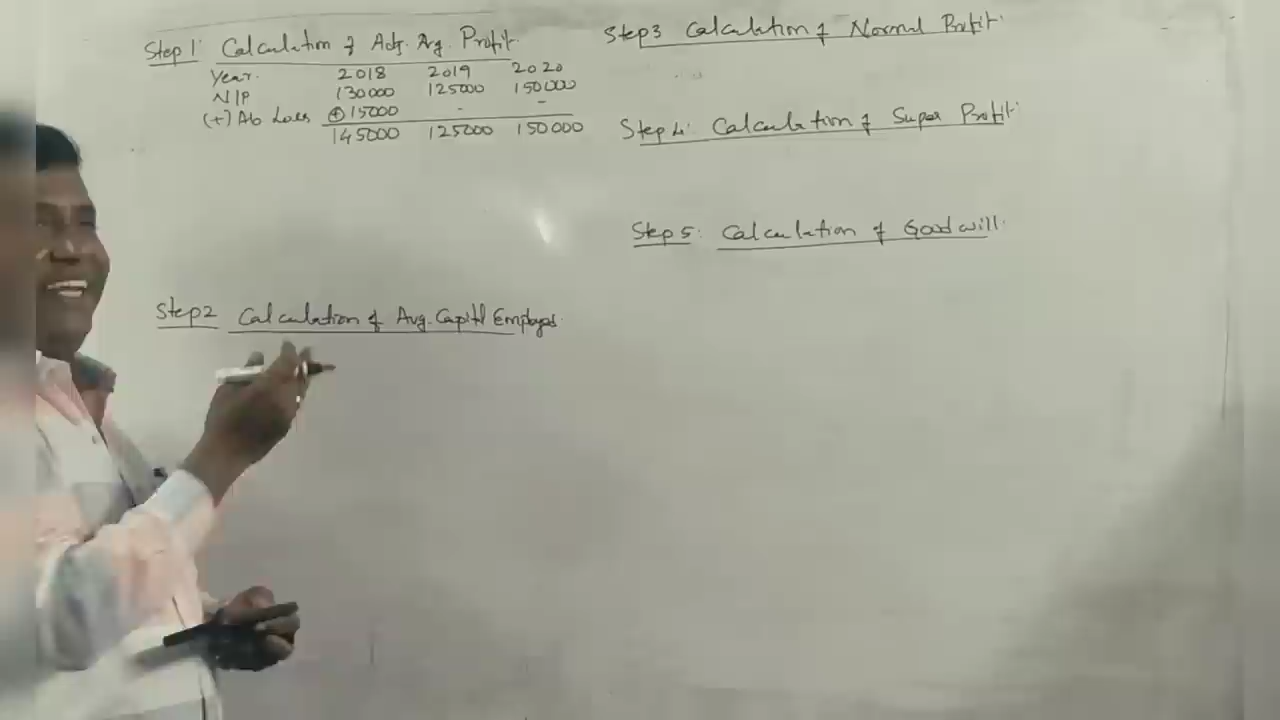 Step 1: Calculation of Adj. Avg. Profit.
Year. 2018 2019 2020
N/P 130000 125000 150000
(+) Ab Loss (+) 15000 - -
145000 125000 150000
Step2 Calculation of Avg. Capitl Employed.
Step3 Calculation of Normal Profit.
Step 4: Calculation of Super Profit.
Step 5: Calculation of Goodwill.